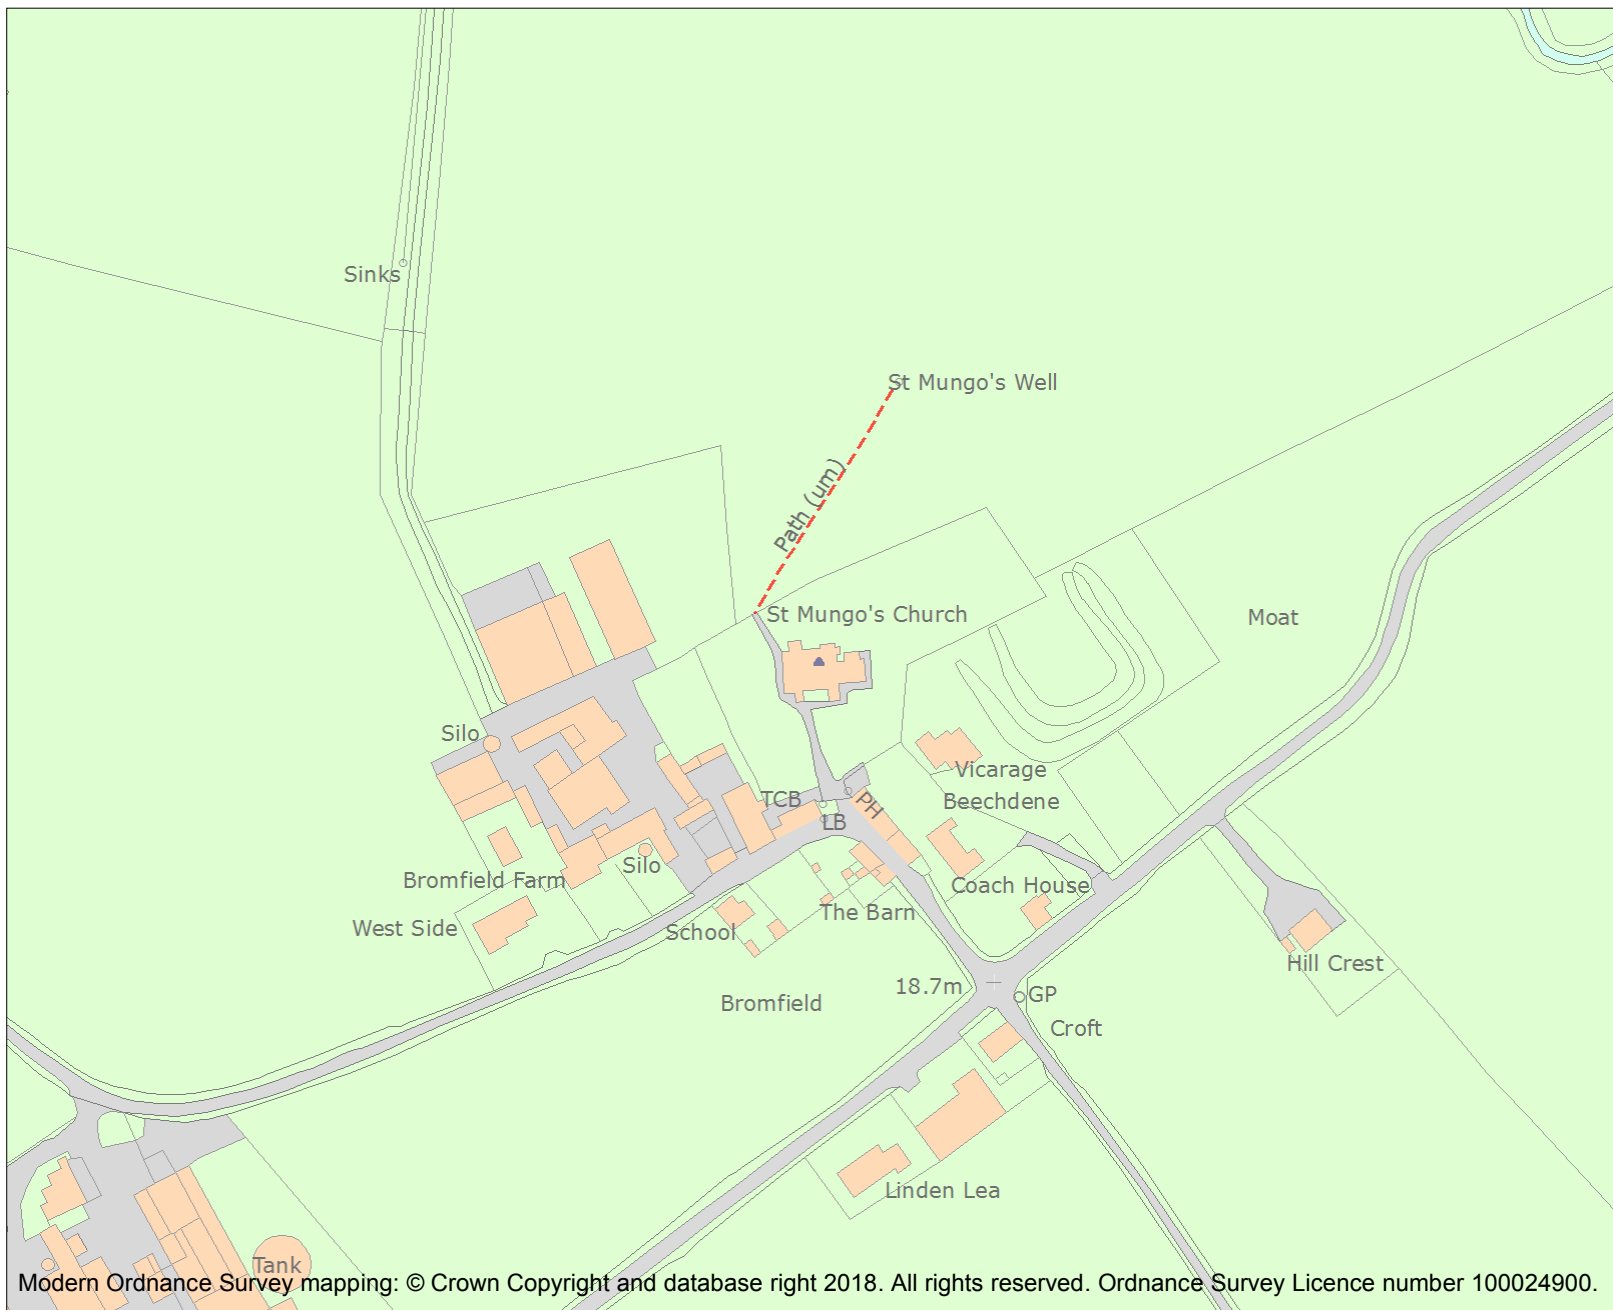 Sinks
St Mungo's Well
Path (um)
St Mungo's Church
Moat
Silo
Vicarage
TCB
PH
Beechdene
LB
Silo
Bromfield Farm
Coach House
The Barn
West Side
School
Hill Crest
18.7m
GP
Bromfield
Croft
Linden Lea
Tank
Modern Ordnance Survey mapping: © Crown Copyright and database right 2018. All rights reserved. Ordnance Survey Licence number 100024900.